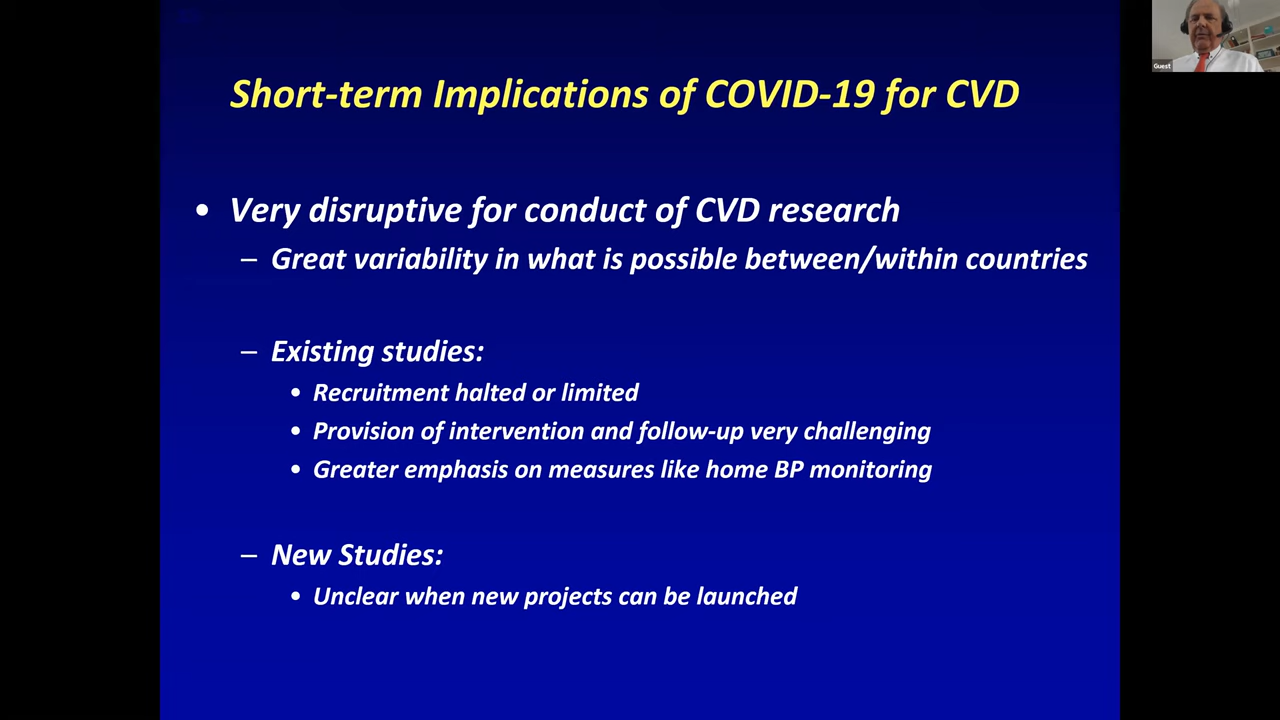 Short-term Implications of COVID-19 for CVD
• Very disruptive for conduct of CVD research
– Great variability in what is possible between/within countries
– Existing studies:
• Recruitment halted or limited
• Provision of intervention and follow-up very challenging
• Greater emphasis on measures like home BP monitoring
– New Studies:
• Unclear when new projects can be launched
Guest